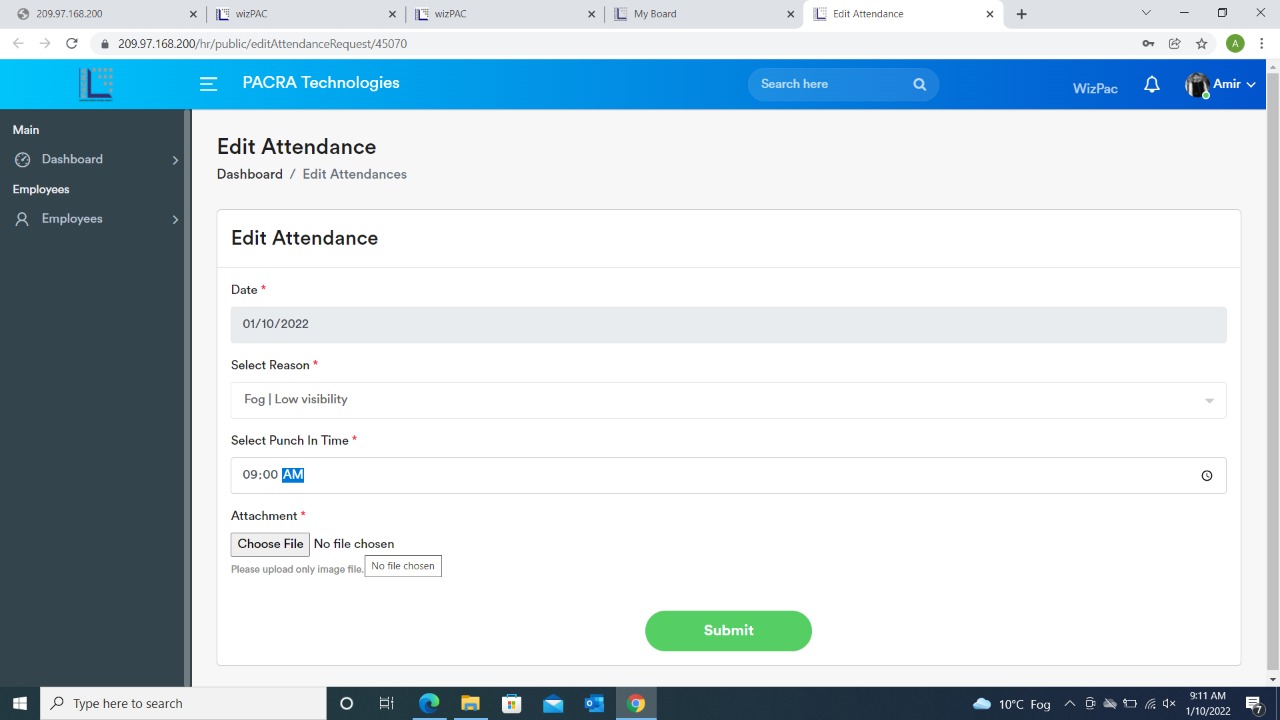 209.97.168.200
wizPAC
wizPAC
My Board
Edit Attendance
209.97.168.200/hr/public/editAttendanceRequest/45070
A
PACRA Technologies
Search here
WizPac
Amir
Main
Dashboard
Employees
Employees
Edit Attendance
Dashboard / Edit Attendances
Edit Attendance
Date *
01/10/2022
Select Reason *
Fog | Low visibility
Select Punch In Time *
09:00 AM
Attachment *
Choose File No file chosen
Please upload only image file.
No file chosen
Submit
Type here to search
10°C Fog
9:11 AM
1/10/2022
7